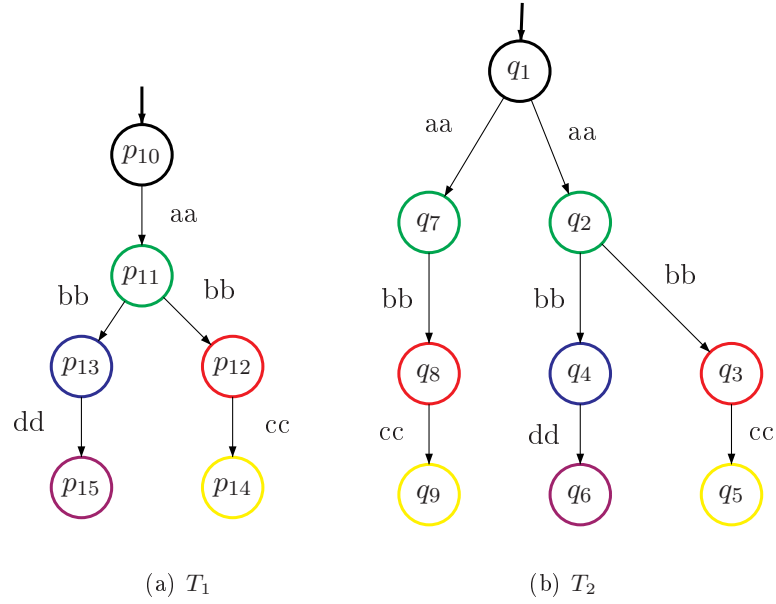 q1
aa
aa
p10
q7
q2
aa
p11
bb
bb
bb
bb
bb
p13
p12
q8
q4
q3
dd
cc
cc
dd
cc
p15
p14
q9
q6
q5
(a) T1
(b) T2